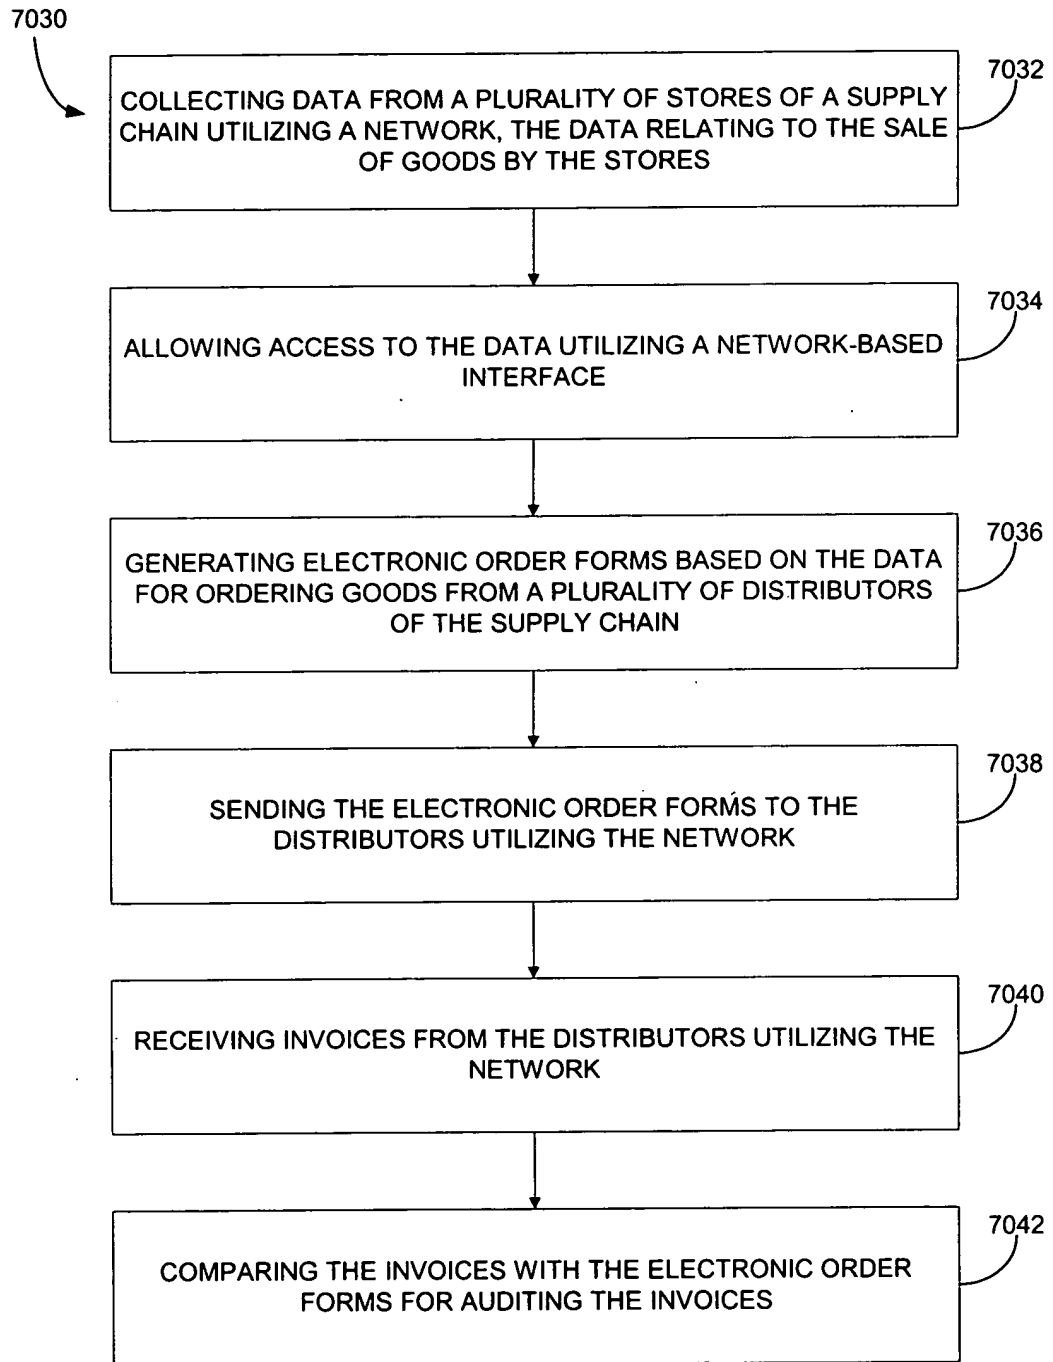 7030
7032
COLLECTING DATA FROM A PLURALITY OF STORES OF A SUPPLY
CHAIN UTILIZING A NETWORK, THE DATA RELATING TO THE SALE
OF GOODS BY THE STORES
7034
ALLOWING ACCESS TO THE DATA UTILIZING A NETWORK-BASED
INTERFACE
7036
GENERATING ELECTRONIC ORDER FORMS BASED ON THE DATA
FOR ORDERING GOODS FROM A PLURALITY OF DISTRIBUTORS
OF THE SUPPLY CHAIN
7038
SENDING THE ELECTRONIC ORDER FORMS TO THE
DISTRIBUTORS UTILIZING THE NETWORK
7040
RECEIVING INVOICES FROM THE DISTRIBUTORS UTILIZING THE
NETWORK
7042
COMPARING THE INVOICES WITH THE ELECTRONIC ORDER
FORMS FOR AUDITING THE INVOICES